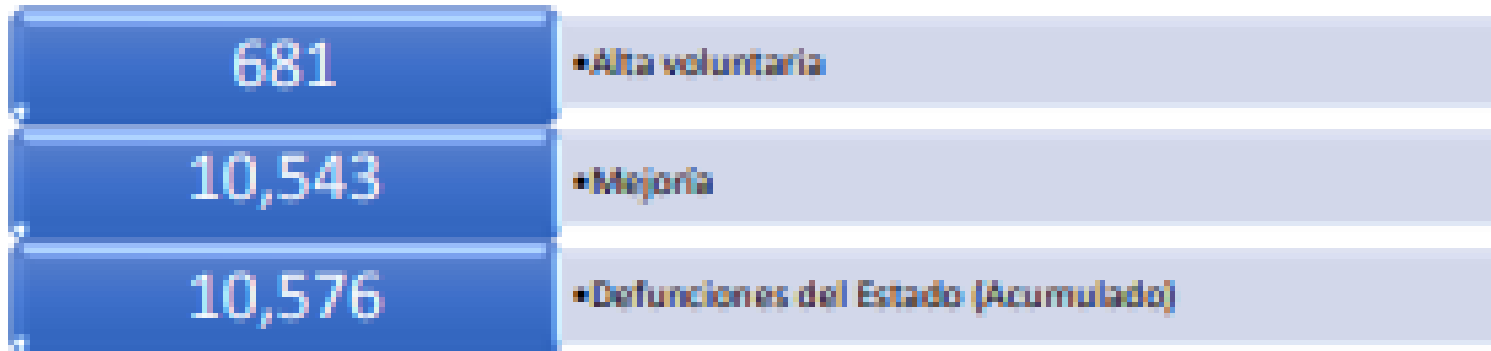 681
•Alta voluntaria
10,543
•Mejoría
10,576
•Defunciones del Estado (Acumulado)